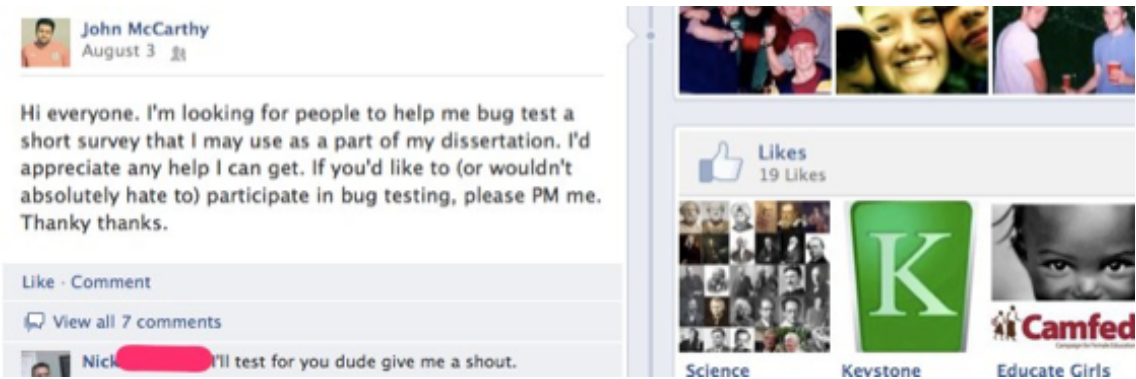 John McCarthy
August 3
Hi everyone. I'm looking for people to help me bug test a
short survey that I may use as a part of my dissertation. I'd
appreciate any help I can get. If you'd like to (or wouldn't
absolutely hate to) participate in bug testing, please PM me.
Thanky thanks.
Like · Comment
View all 7 comments
Nick I'll test for you dude give me a shout.
Likes
19 Likes
K
Camfed
Science
Keystone
Educate Girls